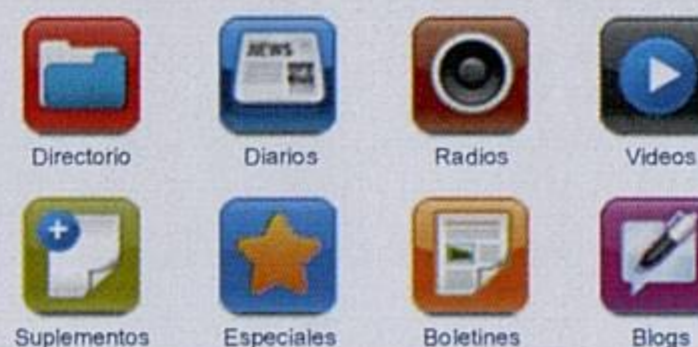 NEWS
Directorio
Diarios
Radios
Videos
Suplementos
Especiales
Boletines
Blogs